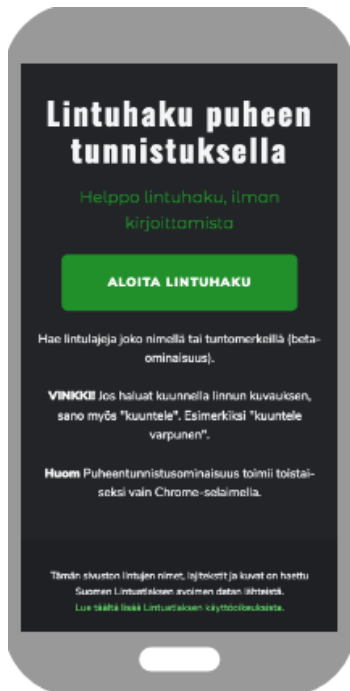 Lintuhaku puheen
tunnistuksella
Helppo lintuhaku, ilman
kirjoittamista
ALOITA LINTUHAKU
Hae lintulajeja joko nimellä tai tuntomerkeillä (beta-
ominaisuus).
VINKKI! Jos haluat kuunnella linnun kuvauksen,
sano myös "kuuntele". Esimerkiksi "kuuntele
varpunen".
Huom Puheentunnistusominaisuus toimii toistai-
seksi vain Chrome-selaimella.
Tämän sivuston lintujen nimet, lajitekstit ja kuvat on haettu
Suomen Lintuatlaksen avoimen datan lähteistä.
Lue täältä lisää Lintuatlaksen käyttöoikeuksista.